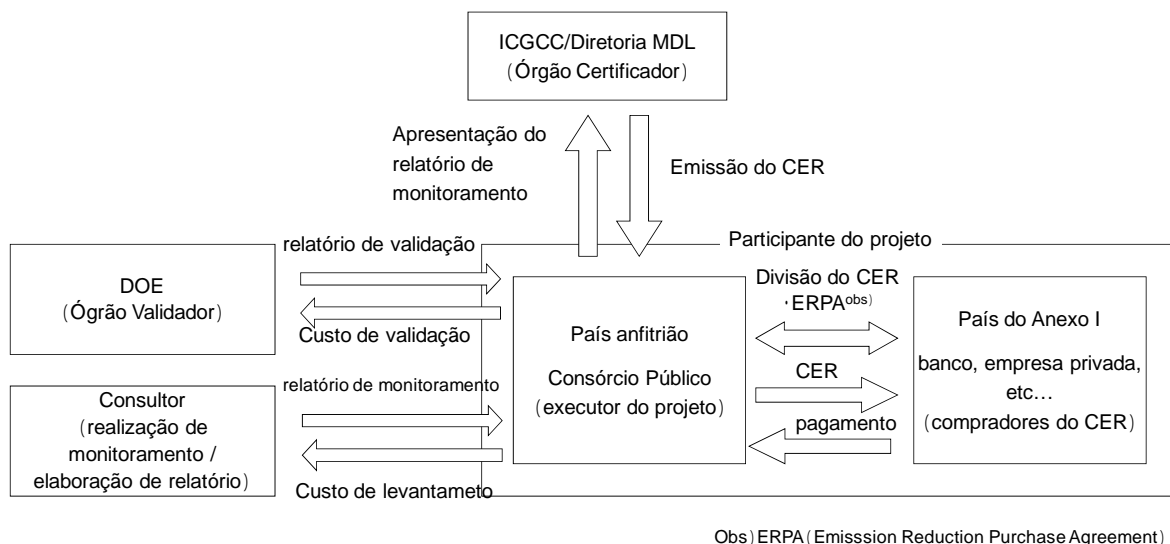 ICGCC/Diretoria MDL
(Órgão Certificador)
Apresentação do
relatório de
monitoramento
Emissão do CER
Participante do projeto
relatório de validação
DOE
(Ógrão Validador)
Custo de validação
relatório de monitoramento
Consultor
(realização de
monitoramento /
elaboração de relatório)
Custo de levantameto
País anfitrião
Consórcio Público
(executor do projeto)
Divisão do CER
·ERPAobs)
CER
pagamento
País do Anexo I
banco, empresa privada,
etc…
(compradores do CER)
Obs)ERPA(Emisssion Reduction Purchase Agreement)